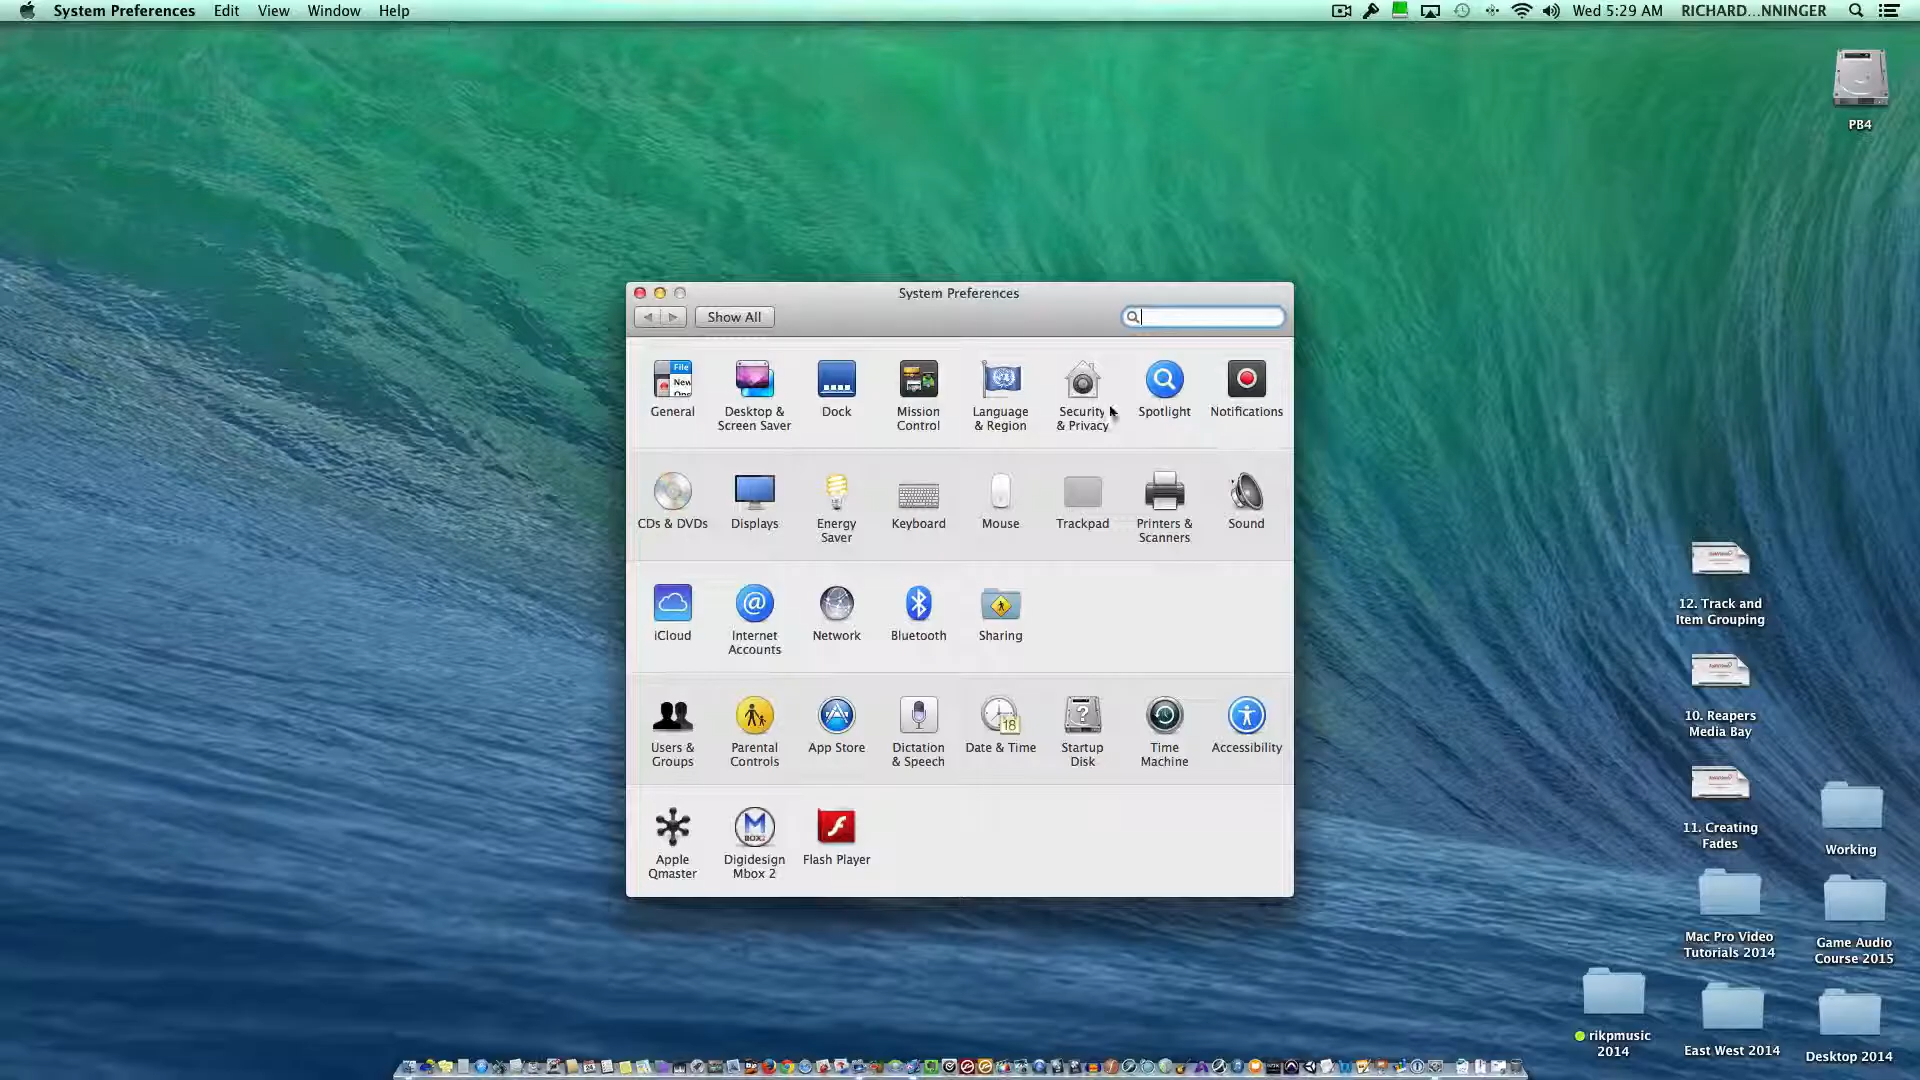 System Preferences Edit View Window Help
Wed 5:29 AM RICHARD...NNINGER
PB4
System Preferences
Show All
General
Desktop &
Screen Saver
Dock
Mission
Control
Language
& Region
Security
& Privacy
Spotlight
Notifications
CDs & DVDs
Displays
Energy
Saver
Keyboard
Mouse
Trackpad
Printers &
Scanners
Sound
iCloud
Internet
Accounts
Network
Bluetooth
Sharing
Users &
Groups
Parental
Controls
App Store
Dictation
& Speech
Date & Time
Startup
Disk
Time
Machine
Accessibility
Apple
Qmaster
Digidesign
Mbox 2
Flash Player
File
New
18
12. Track and
Item Grouping
10. Reapers
Media Bay
11. Creating
Fades
Working
Mac Pro Video
Tutorials 2014
Game Audio
Course 2015
rikpmusic
2014
East West 2014
Desktop 2014